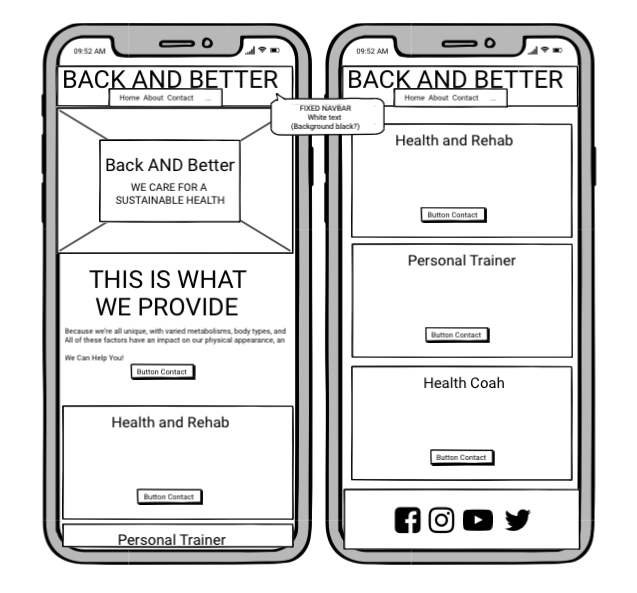 09:52 AM
BACK AND BETTER
Home About Contact ...
Back AND Better
WE CARE FOR A
SUSTAINABLE HEALTH
THIS IS WHAT
WE PROVIDE
Because we're all unique, with varied metabolisms, body types, and
All of these factors have an impact on our physical appearance, an
We Can Help You!
Button Contact
Health and Rehab
Button Contact
Personal Trainer
FIXED NAVBAR
White text
(Background black?)
09:52 AM
BACK AND BETTER
Home About Contact ...
Health and Rehab
Button Contact
Personal Trainer
Button Contact
Health Coah
Button Contact